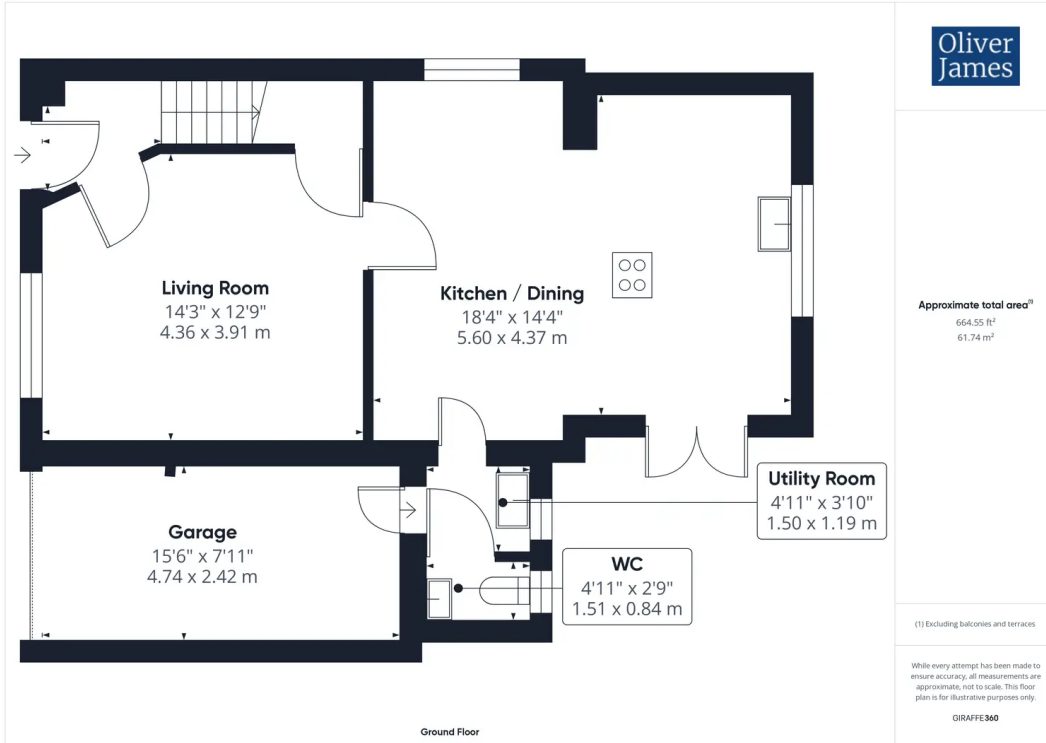 Oliver
James
Living Room
14'3" x 12'9"
4.36 x 3.91 m
Kitchen / Dining
18'4" x 14'4"
5.60 x 4.37 m
Utility Room
4'11" x 3'10"
1.50 x 1.19 m
Garage
15'6" x 7'11"
4.74 x 2.42 m
WC
4'11" x 2'9"
1.51 x 0.84 m
Ground Floor
Approximate total area(1)
664.55 ft²
61.74 m²
(1) Excluding balconies and terraces
While every attempt has been made to
ensure accuracy, all measurements are
approximate, not to scale. This floor
plan is for illustrative purposes only.
GIRAFFE360